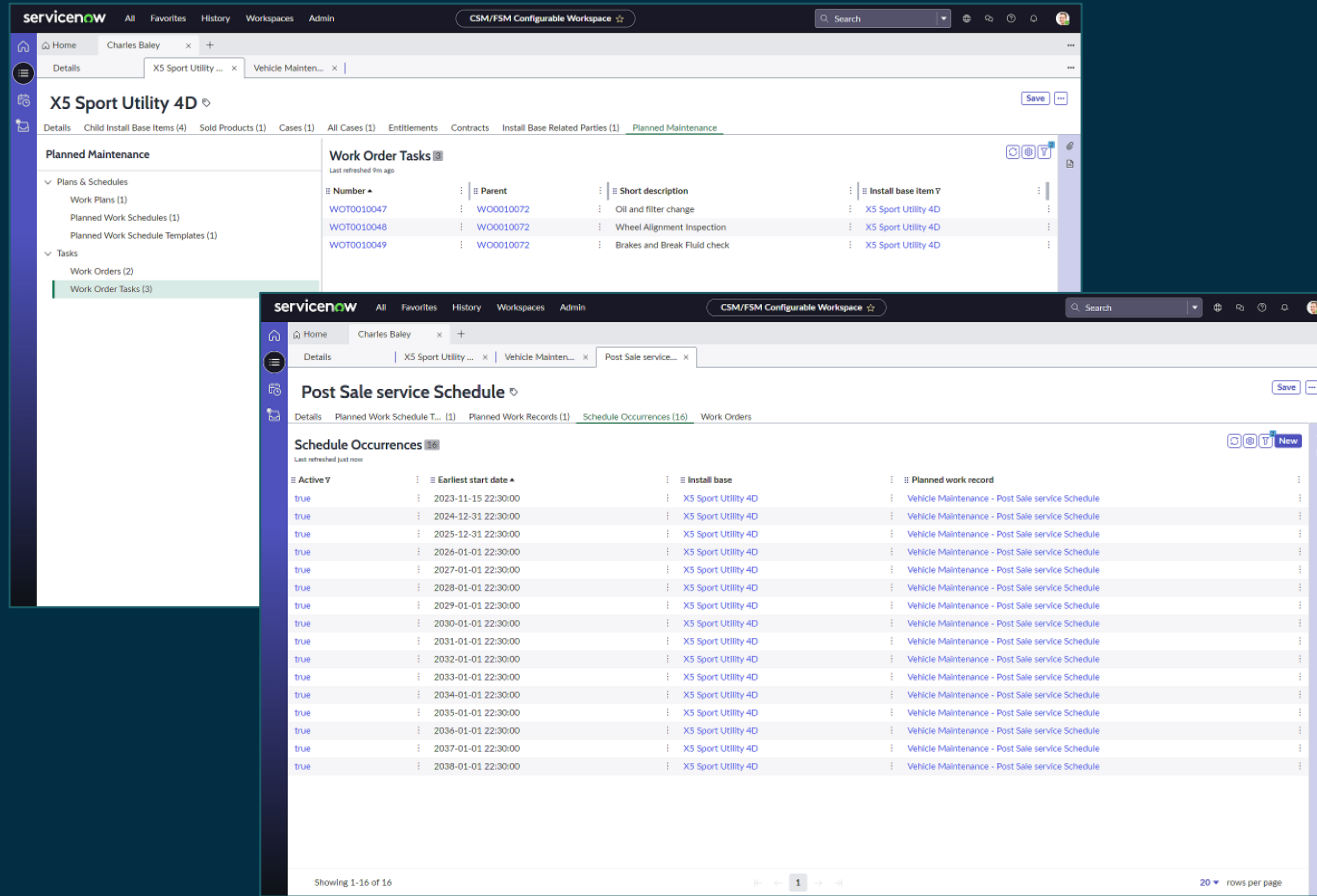 servicenow All Favorites History Workspaces Admin CSM/FSM Configurable Workspace Search
Home Charles Baley
Details X5 Sport Utility ... Vehicle Mainten...
X5 Sport Utility 4D Save
Details Child Install Base Items (4) Sold Products (1) Cases (1) All Cases (1) Entitlements Contracts Install Base Related Parties (1) Planned Maintenance
Planned Maintenance
Plans & Schedules
Work Plans (1)
Planned Work Schedules (1)
Planned Work Schedule Templates (1)
Tasks
Work Orders (2)
Work Order Tasks (3)
Work Order Tasks 3
Last refreshed 9m ago
Number Parent Short description Install base item
WOT0010047 WO0010072 Oil and filter change X5 Sport Utility 4D
WOT0010048 WO0010072 Wheel Alignment Inspection X5 Sport Utility 4D
WOT0010049 WO0010072 Brakes and Break Fluid check X5 Sport Utility 4D
servicenow All Favorites History Workspaces Admin CSM/FSM Configurable Workspace Search
Home Charles Baley
Details X5 Sport Utility ... Vehicle Mainten... Post Sale service...
Post Sale service Schedule Save
Details Planned Work Schedule T... (1) Planned Work Records (1) Schedule Occurrences (16) Work Orders
Schedule Occurrences 16 New
Last refreshed just now
Active Earliest start date Install base Planned work record
true 2023-11-15 22:30:00 X5 Sport Utility 4D Vehicle Maintenance - Post Sale service Schedule
true 2024-12-31 22:30:00 X5 Sport Utility 4D Vehicle Maintenance - Post Sale service Schedule
true 2025-12-31 22:30:00 X5 Sport Utility 4D Vehicle Maintenance - Post Sale service Schedule
true 2026-01-01 22:30:00 X5 Sport Utility 4D Vehicle Maintenance - Post Sale service Schedule
true 2027-01-01 22:30:00 X5 Sport Utility 4D Vehicle Maintenance - Post Sale service Schedule
true 2028-01-01 22:30:00 X5 Sport Utility 4D Vehicle Maintenance - Post Sale service Schedule
true 2029-01-01 22:30:00 X5 Sport Utility 4D Vehicle Maintenance - Post Sale service Schedule
true 2030-01-01 22:30:00 X5 Sport Utility 4D Vehicle Maintenance - Post Sale service Schedule
true 2031-01-01 22:30:00 X5 Sport Utility 4D Vehicle Maintenance - Post Sale service Schedule
true 2032-01-01 22:30:00 X5 Sport Utility 4D Vehicle Maintenance - Post Sale service Schedule
true 2033-01-01 22:30:00 X5 Sport Utility 4D Vehicle Maintenance - Post Sale service Schedule
true 2034-01-01 22:30:00 X5 Sport Utility 4D Vehicle Maintenance - Post Sale service Schedule
true 2035-01-01 22:30:00 X5 Sport Utility 4D Vehicle Maintenance - Post Sale service Schedule
true 2036-01-01 22:30:00 X5 Sport Utility 4D Vehicle Maintenance - Post Sale service Schedule
true 2037-01-01 22:30:00 X5 Sport Utility 4D Vehicle Maintenance - Post Sale service Schedule
true 2038-01-01 22:30:00 X5 Sport Utility 4D Vehicle Maintenance - Post Sale service Schedule
Showing 1-16 of 16 1 20 rows per page